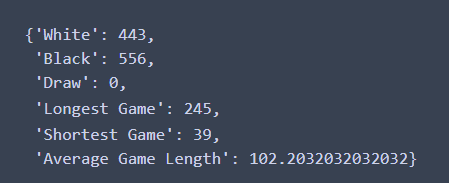 {'White': 443,
'Black': 556,
'Draw': 0,
'Longest Game': 245,
'Shortest Game': 39,
'Average Game Length': 102.2032032032032}